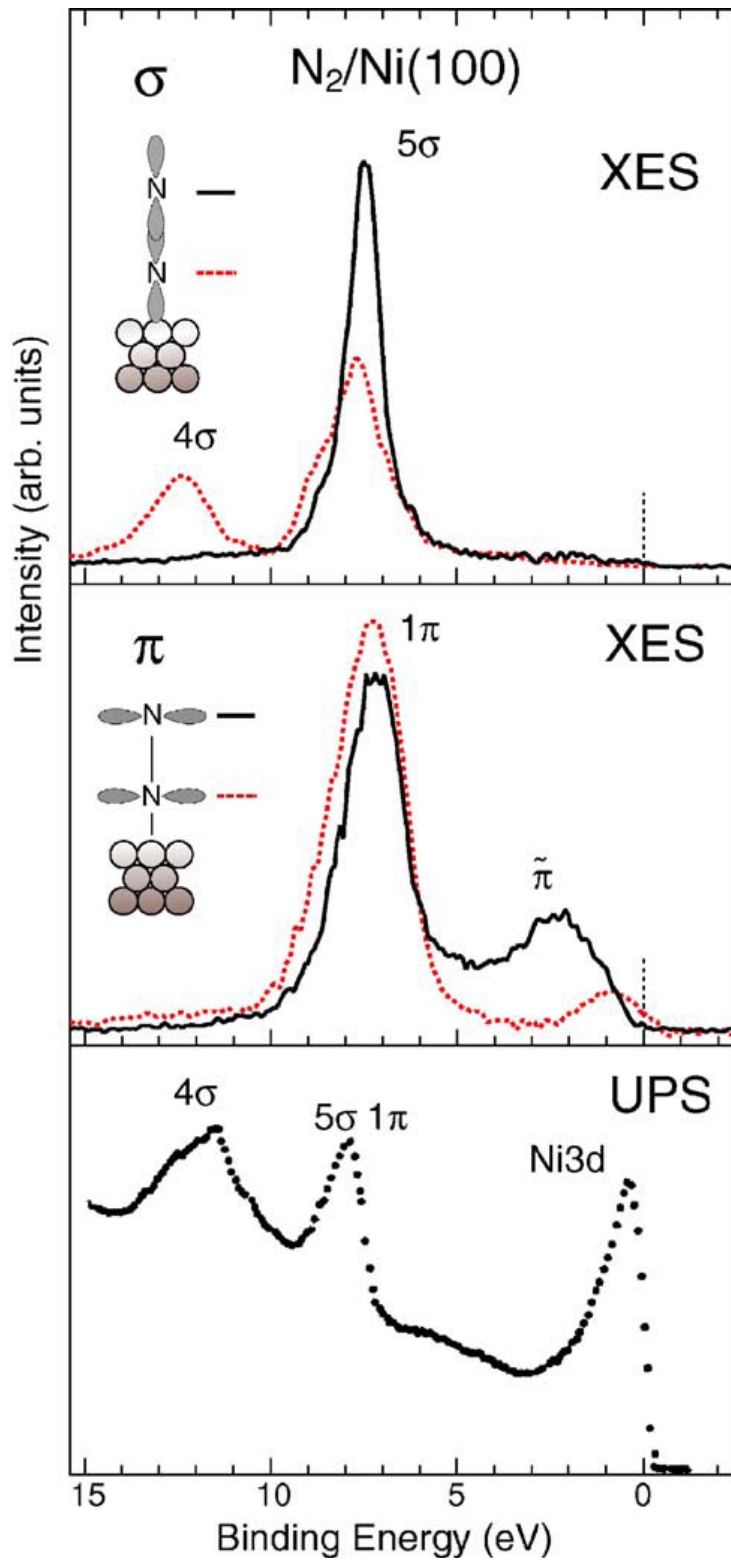 N₂/Ni(100)
σ
5σ
XES
N
N
4σ
Intensity (arb. units)
π
1π
XES
N
N
π̃
4σ
5σ 1π
UPS
Ni3d
15 10 5 0
Binding Energy (eV)